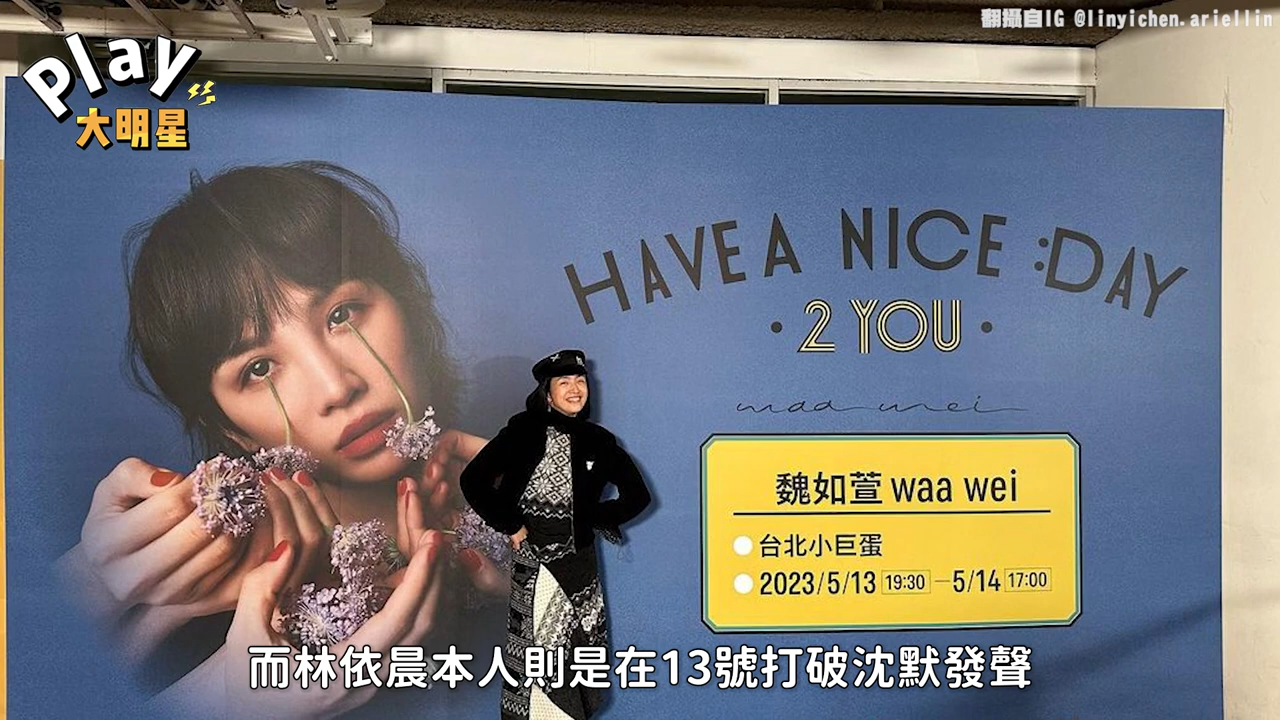 翻攝自IG @linyichen.ariellin
Play
大明星
HAVE A NICE :DAY
• 2 YOU •
waa wei
魏如萱 waa wei
台北小巨蛋
2023/5/13 19:30 — 5/14 17:00
而林依晨本人則是在13號打破沈默發聲